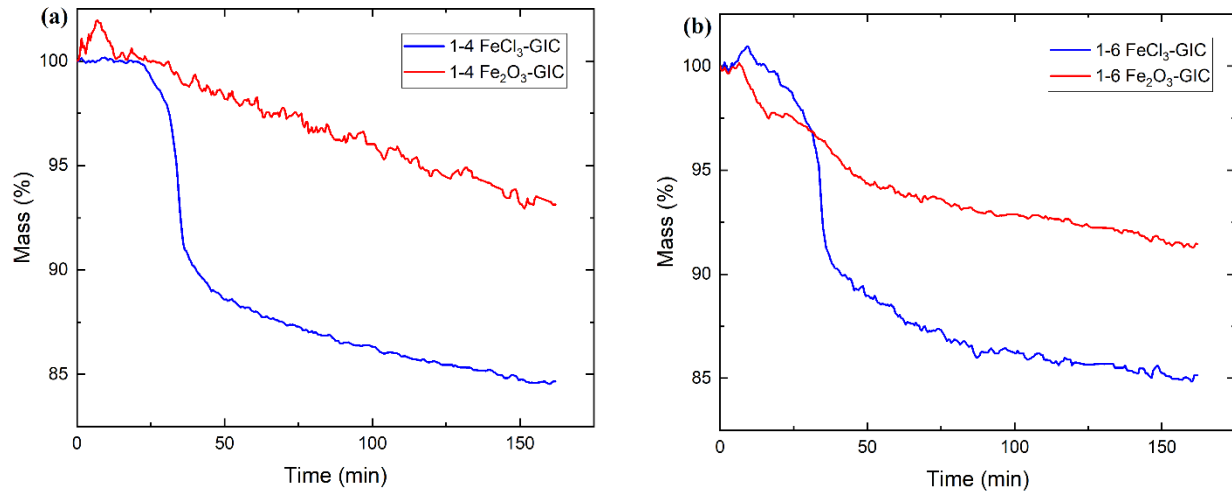 (a)
1-4 FeCl₃-GIC
1-4 Fe₂O₃-GIC
100
95
90
85
Mass (%)
0 50 100 150
Time (min)
(b)
1-6 FeCl₃-GIC
1-6 Fe₂O₃-GIC
100
95
90
85
Mass (%)
0 50 100 150
Time (min)